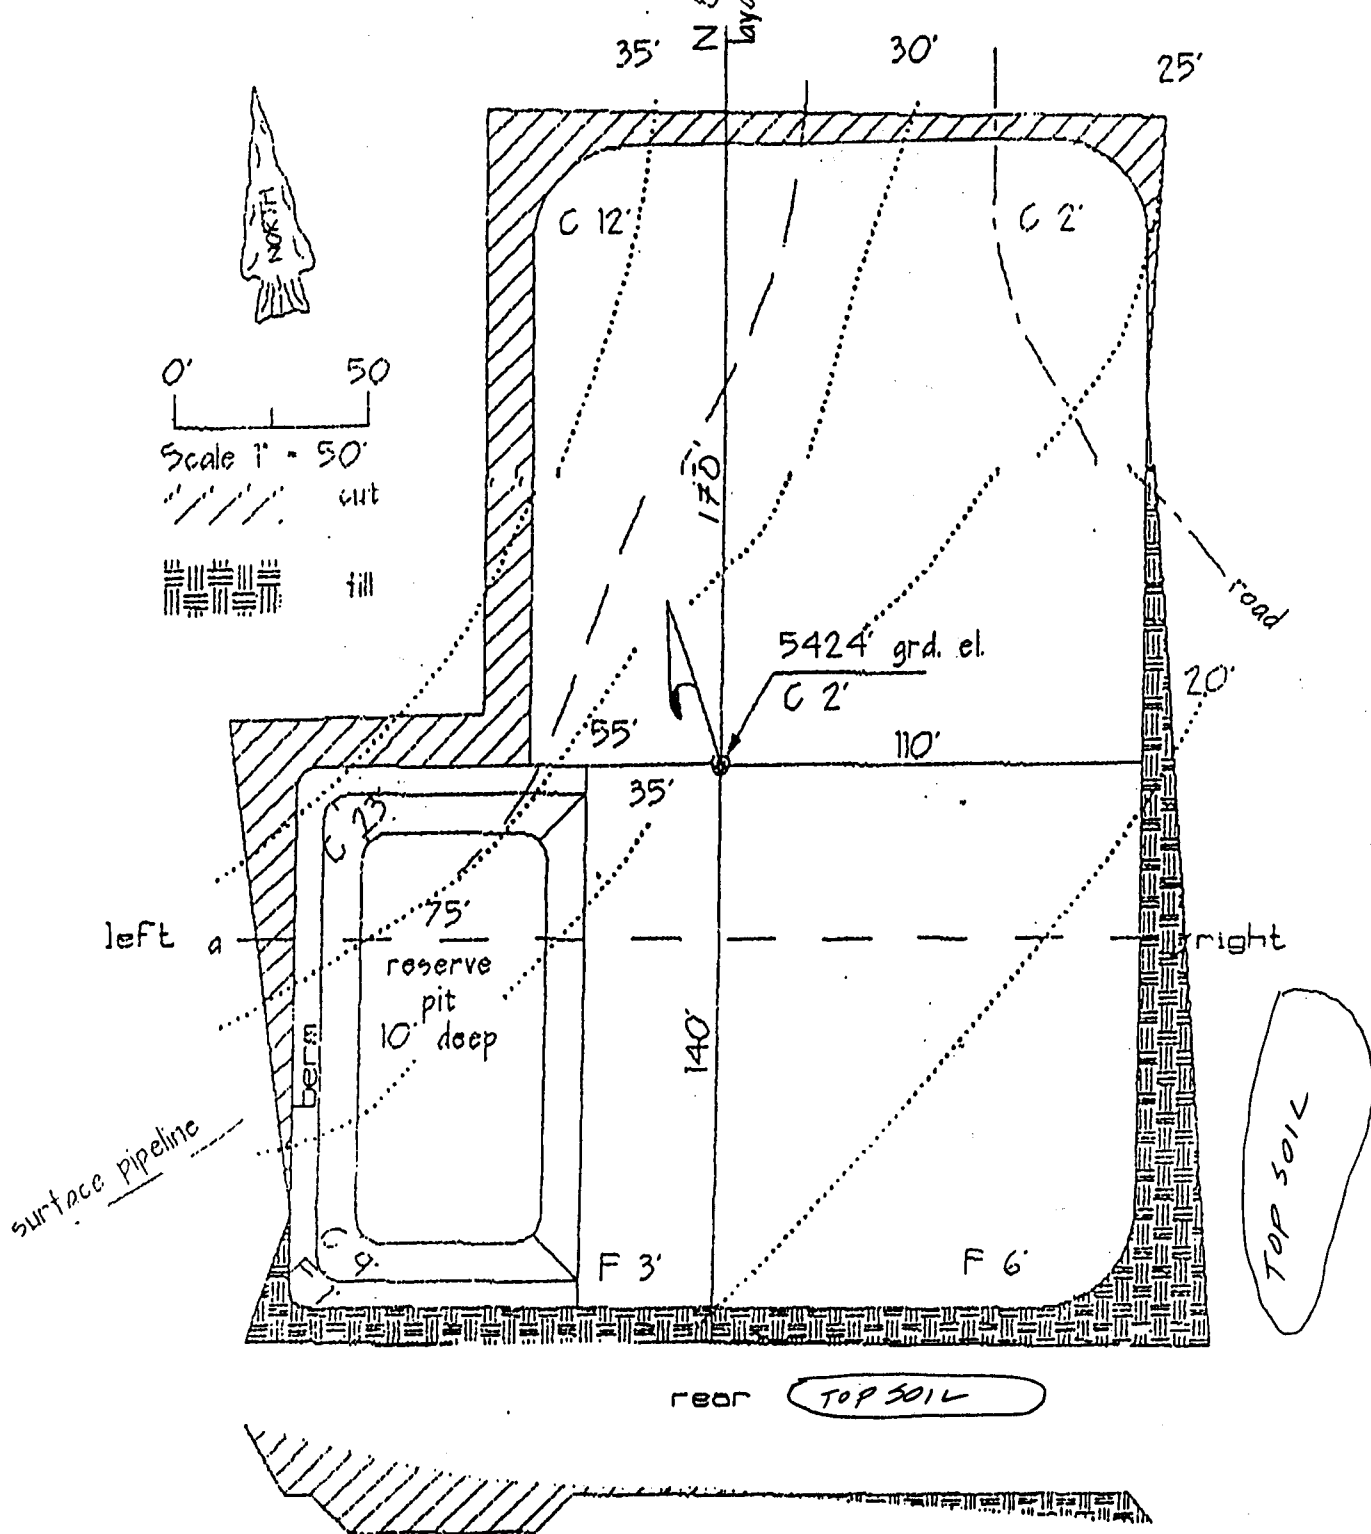 35'
30'
25'
N
NORTH
C 12'
C 2'
0' 50
Scale 1" - 50'
cut
fill
170'
road
5424' grd. el.
C 2'
20'
55'
110'
35'
C 23'
75'
left a
right
reserve
pit
10' deep
berm
140'
surface pipeline
C 9'
F 1'
F 3'
F 6'
TOP SOIL
rear
TOP SOIL